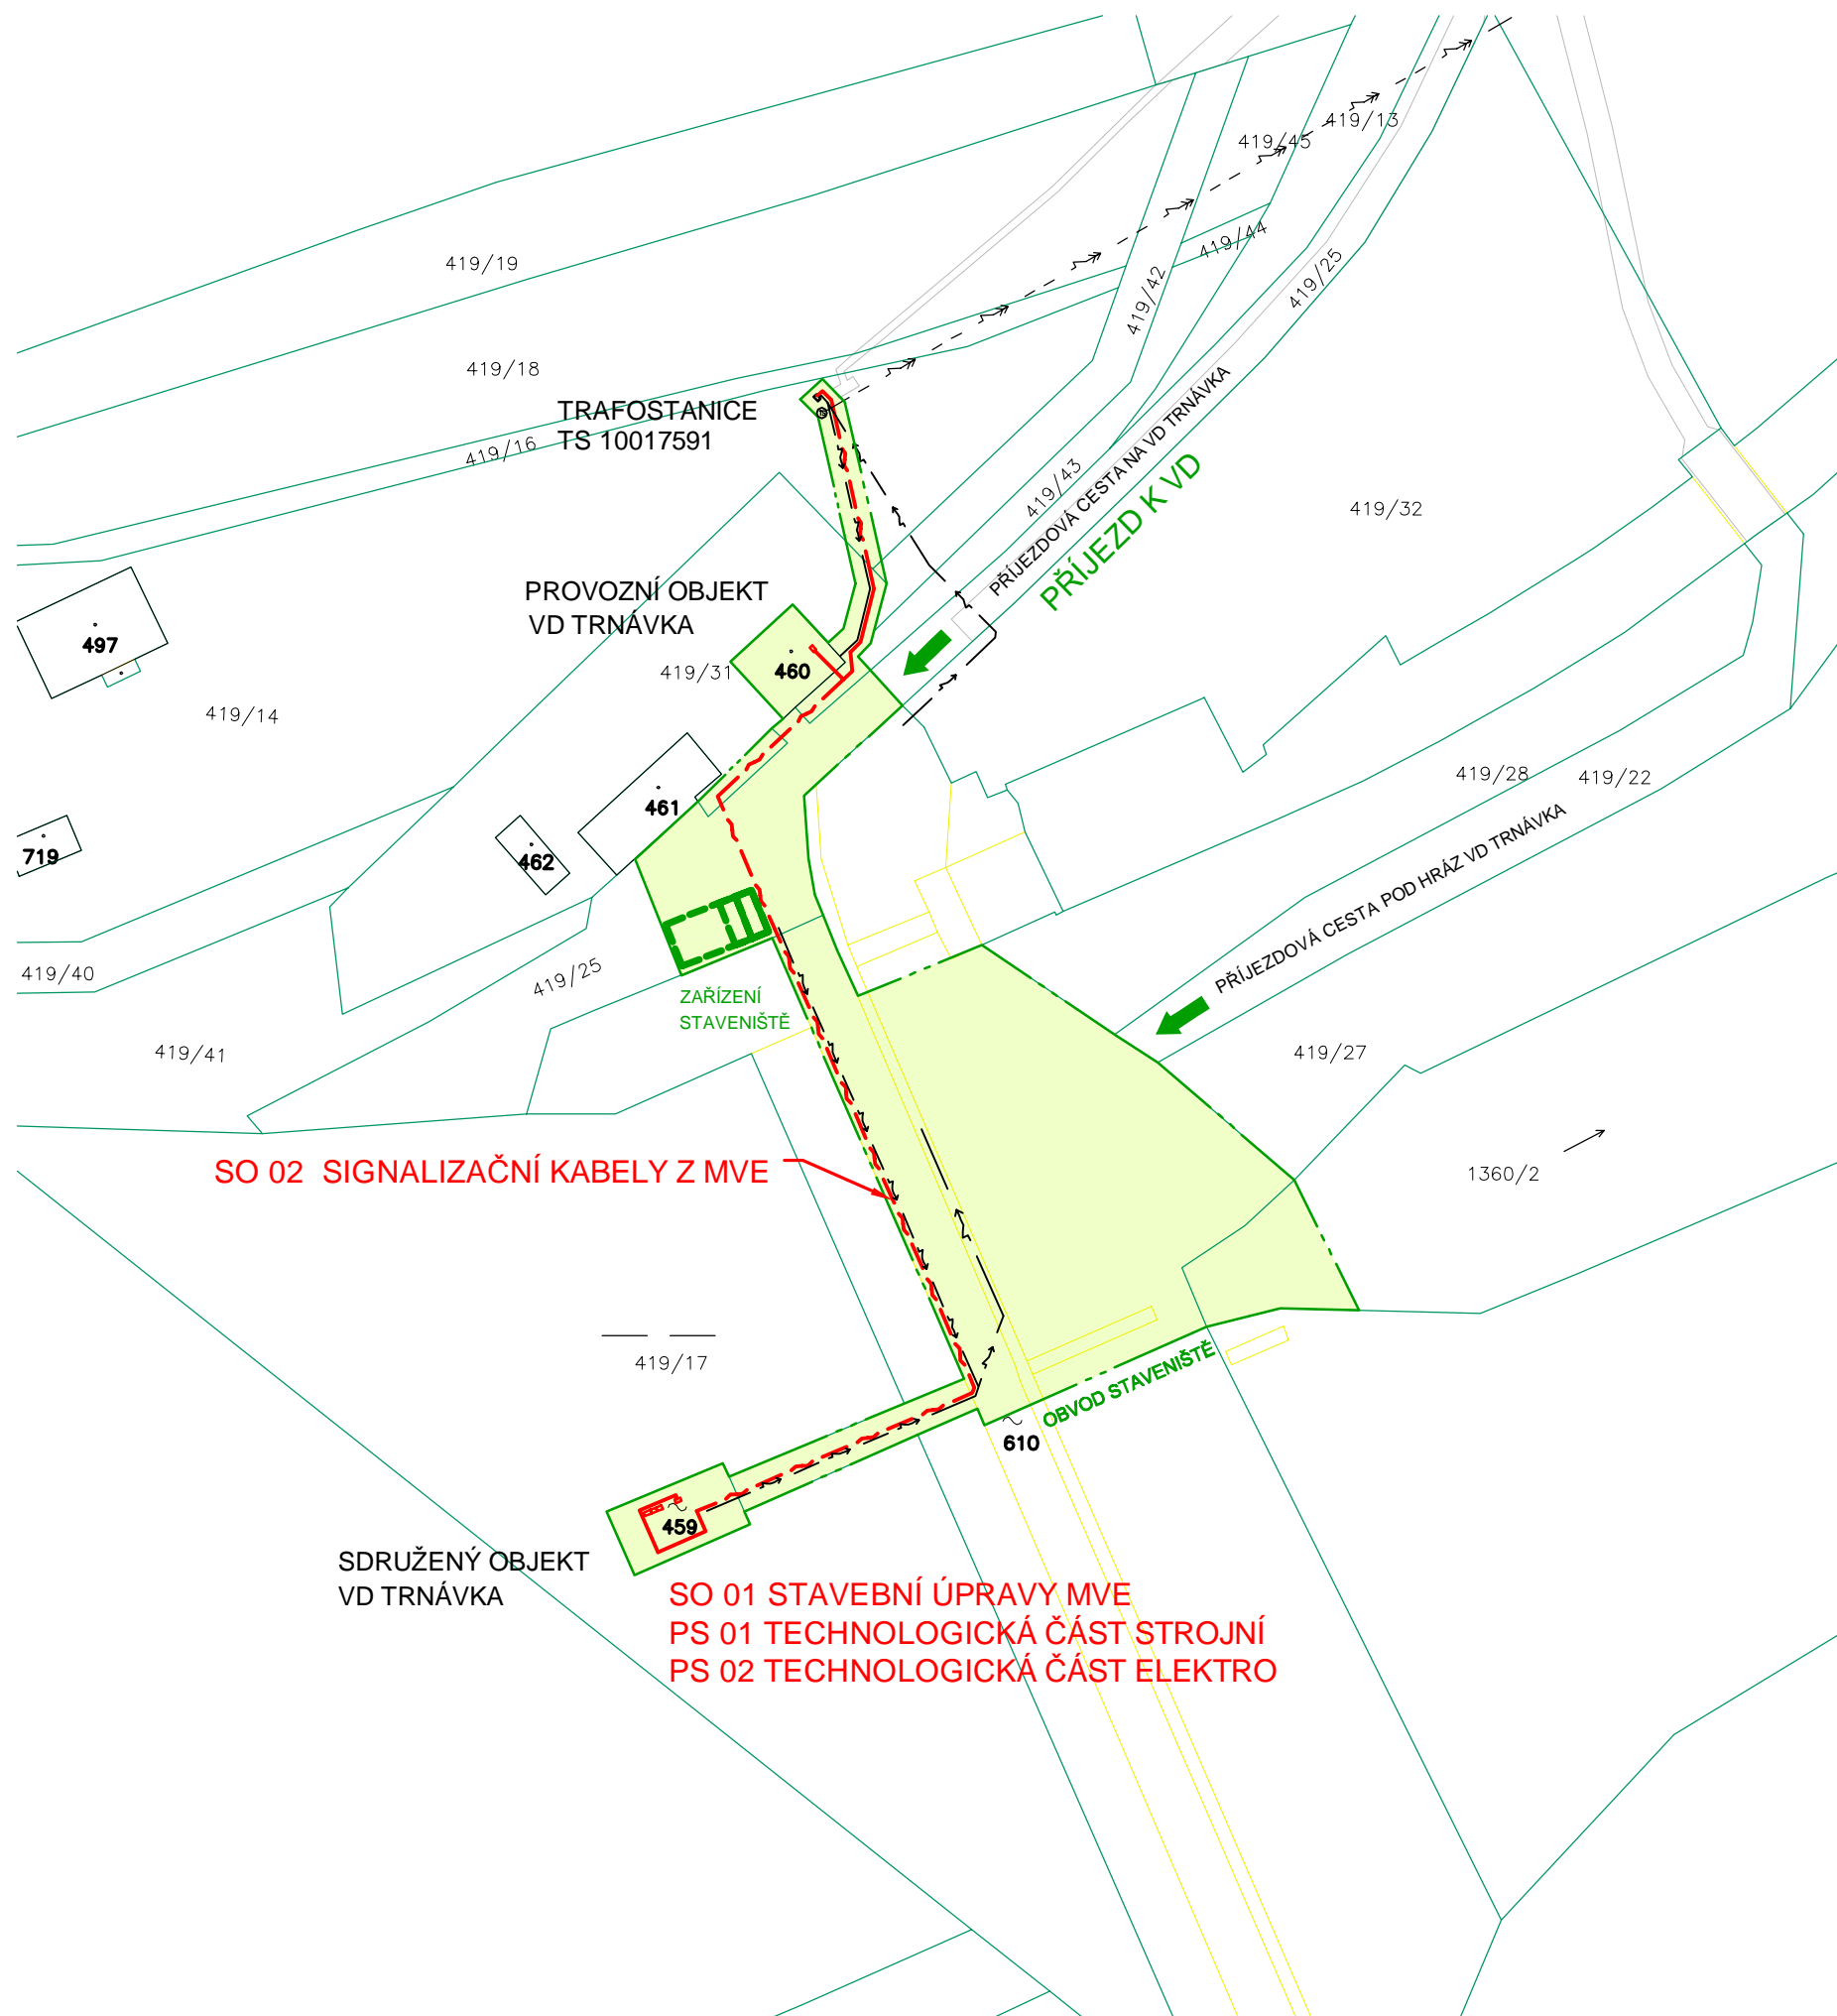 419/13
419/45
419/44
419/19
419/42
419/25
419/18
TRAFOSTANICE
TS 10017591
419/16
419/43
PŘÍJEZDOVÁ CESTA NA VD TRNÁVKA
PŘÍJEZD K VD
419/32
PROVOZNÍ OBJEKT
VD TRNÁVKA
497
460
419/31
419/14
461
462
719
419/28
419/22
PŘÍJEZDOVÁ CESTA POD HRÁZ VD TRNÁVKA
419/40
419/25
ZAŘÍZENÍ
STAVENIŠTĚ
419/41
419/27
SO 02 SIGNALIZAČNÍ KABELY Z MVE
1360/2
419/17
OBVOD STAVENIŠTĚ
610
459
SDRUŽENÝ OBJEKT
VD TRNÁVKA
SO 01 STAVEBNÍ ÚPRAVY MVE
PS 01 TECHNOLOGICKÁ ČÁST STROJNÍ
PS 02 TECHNOLOGICKÁ ČÁST ELEKTRO